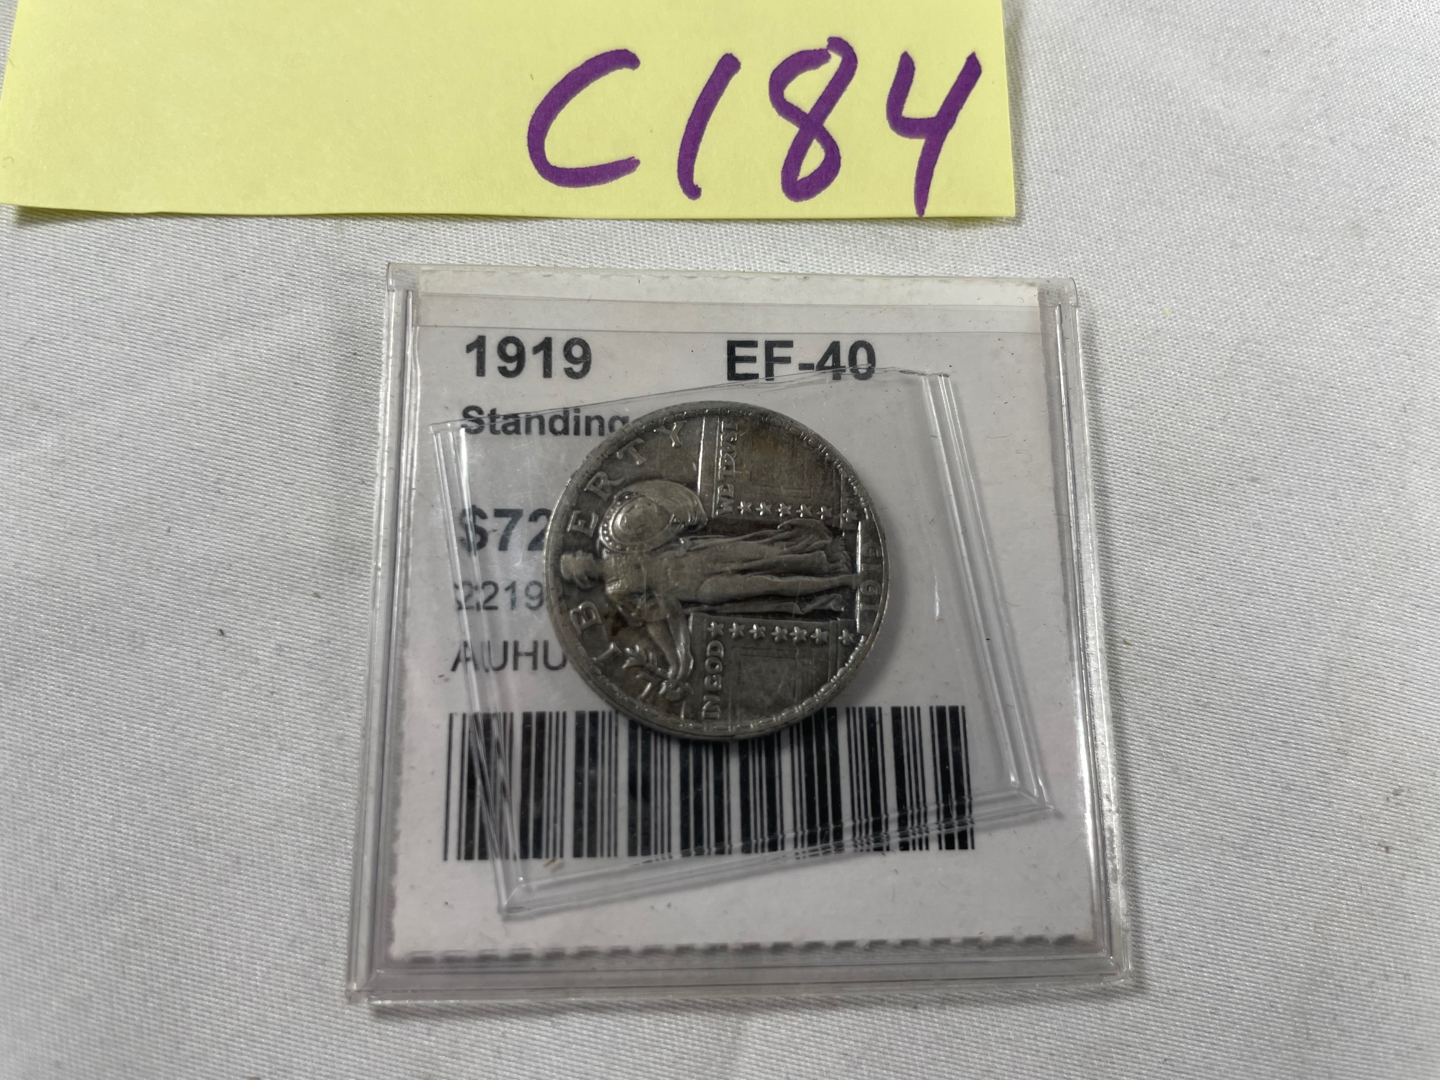 C184
1919 EF-40
Standing
$72
2219
AUHU
LIBERTY
IN GOD WE TRUST
1919